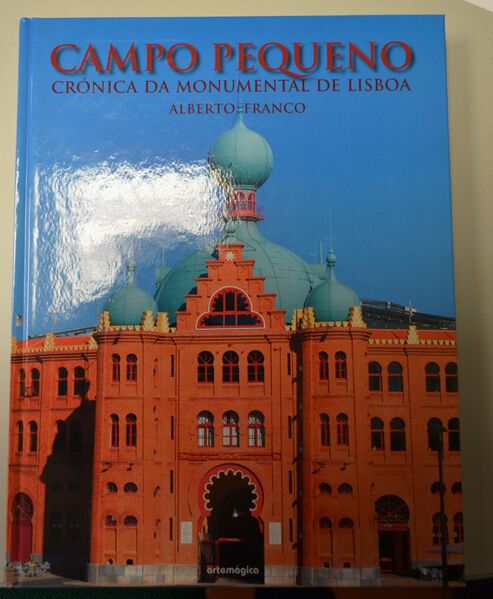 CAMPO PEQUENO
CRÓNICA DA MONUMENTAL DE LISBOA
ALBERTO FRANCO
artemágica